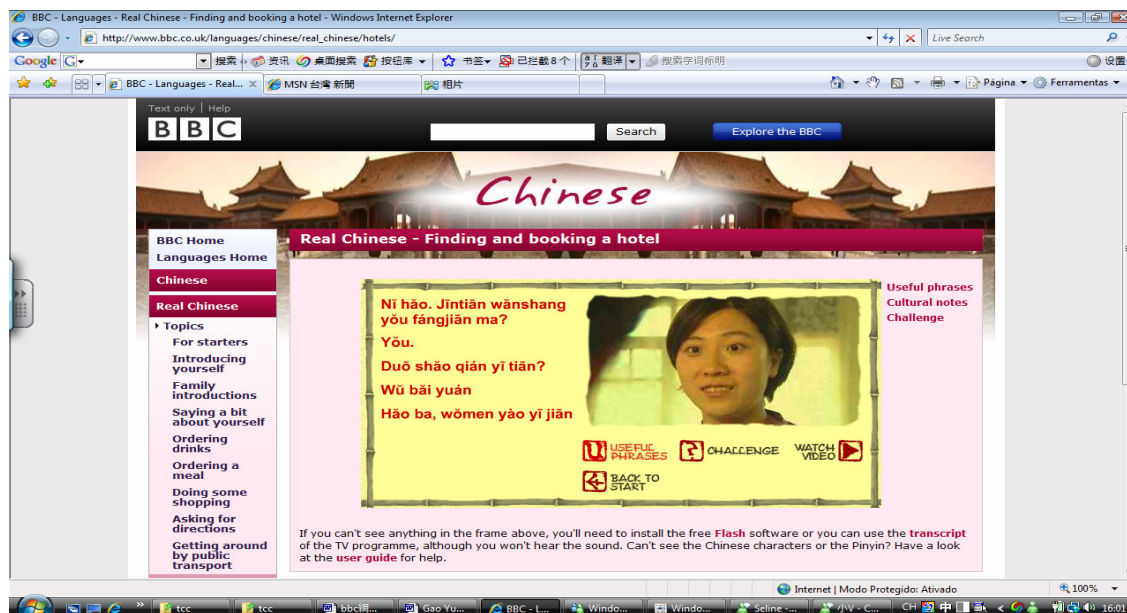 BBC - Languages - Real Chinese - Finding and booking a hotel - Windows Internet Explorer
http://www.bbc.co.uk/languages/chinese/real_chinese/hotels/
Live Search
Google G 搜索 资讯 桌面搜索 按钮库 书签 已拦截8个 翻译 搜索字词标明 设置
BBC - Languages - Real... MSN 台灣 新聞 相片 Página Ferramentas
Text only | Help
BBC Search Explore the BBC
Chinese
BBC Home
Languages Home
Chinese
Real Chinese
Topics
For starters
Introducing
yourself
Family
introductions
Saying a bit
about yourself
Ordering
drinks
Ordering a
meal
Doing some
shopping
Asking for
directions
Getting around
by public
transport
Real Chinese - Finding and booking a hotel
Nǐ hǎo. Jīntiān wǎnshang
yǒu fángjiān ma?
Yǒu.
Duō shǎo qián yī tiān?
Wǔ bǎi yuán
Hǎo ba, wǒmen yào yī jiān
USEFUL
PHRASES
CHALLENGE
WATCH
VIDEO
BACK TO
START
Useful phrases
Cultural notes
Challenge
If you can't see anything in the frame above, you'll need to install the free Flash software or you can use the transcript
of the TV programme, although you won't hear the sound. Can't see the Chinese characters or the Pinyin? Have a look
at the user guide for help.
Internet | Modo Protegido: Ativado 100%
tcc tcc bbc網... Gao Yu... BBC - L... Windo... Windo... Seline -... 小V - C... CH 中 16:01